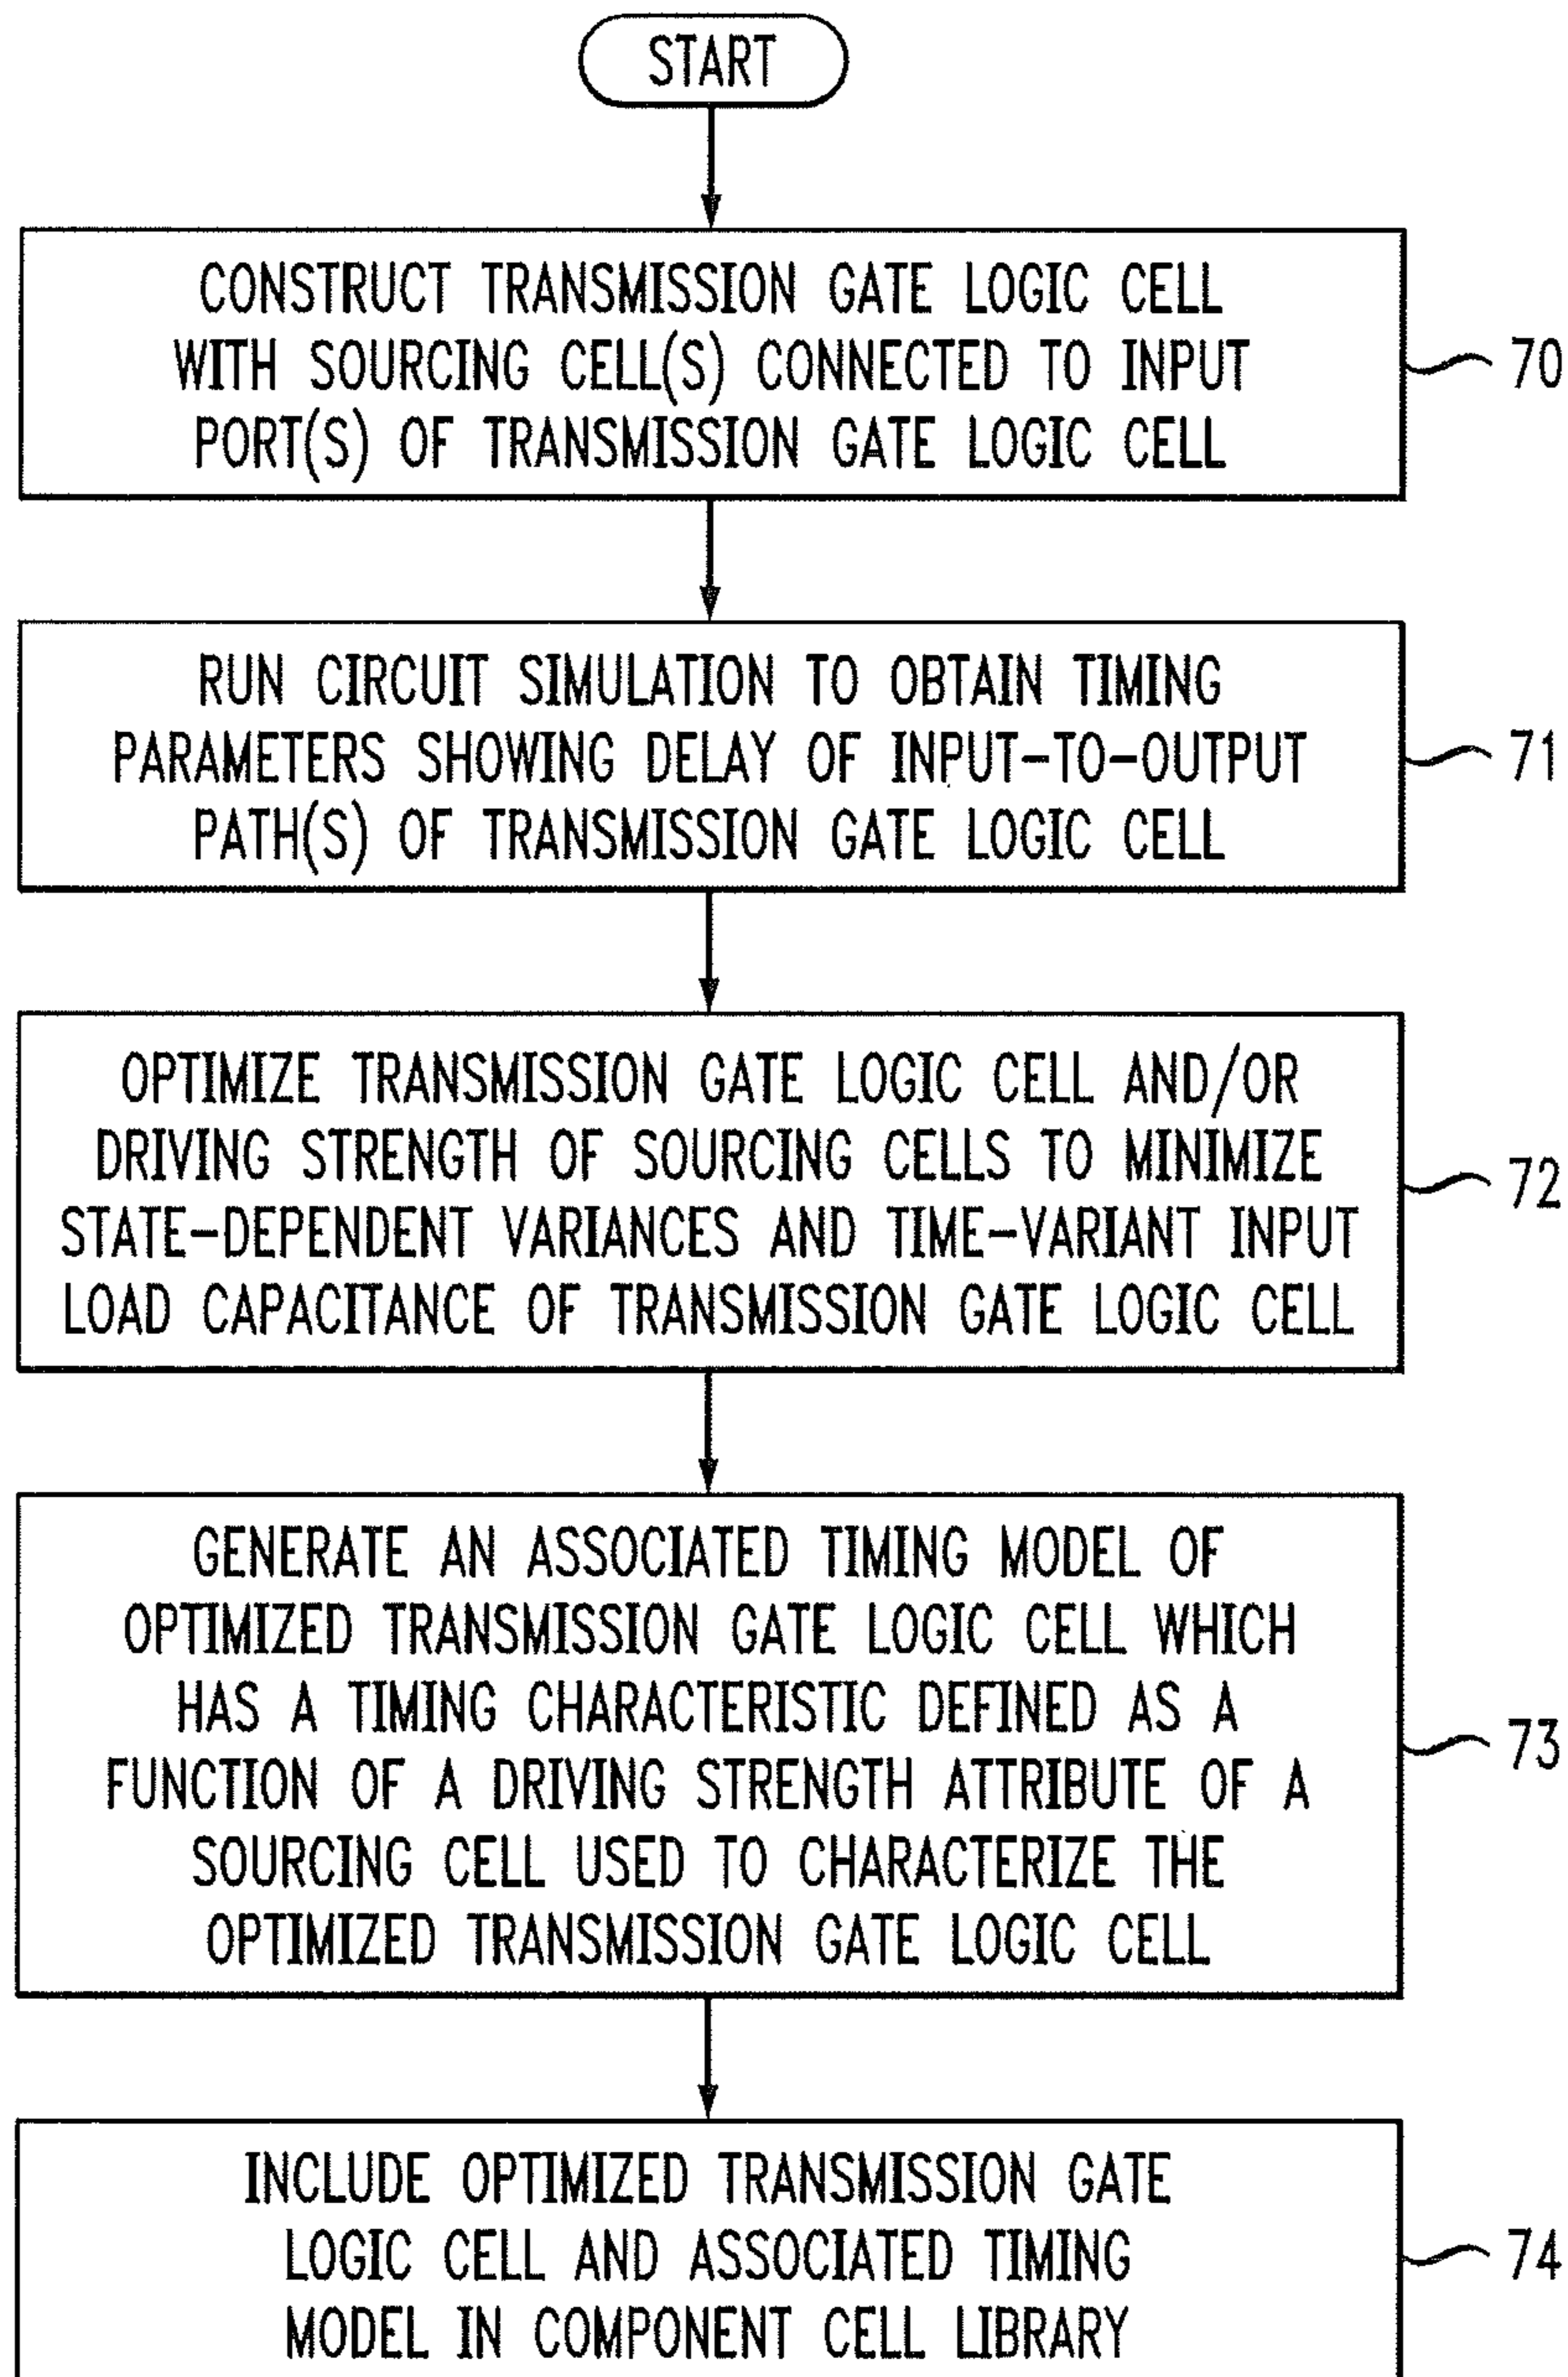 START
CONSTRUCT TRANSMISSION GATE LOGIC CELL
WITH SOURCING CELL(S) CONNECTED TO INPUT
PORT(S) OF TRANSMISSION GATE LOGIC CELL
70
RUN CIRCUIT SIMULATION TO OBTAIN TIMING
PARAMETERS SHOWING DELAY OF INPUT-TO-OUTPUT
PATH(S) OF TRANSMISSION GATE LOGIC CELL
71
OPTIMIZE TRANSMISSION GATE LOGIC CELL AND/OR
DRIVING STRENGTH OF SOURCING CELLS TO MINIMIZE
STATE-DEPENDENT VARIANCES AND TIME-VARIANT INPUT
LOAD CAPACITANCE OF TRANSMISSION GATE LOGIC CELL
72
GENERATE AN ASSOCIATED TIMING MODEL OF
OPTIMIZED TRANSMISSION GATE LOGIC CELL WHICH
HAS A TIMING CHARACTERISTIC DEFINED AS A
FUNCTION OF A DRIVING STRENGTH ATTRIBUTE OF A
SOURCING CELL USED TO CHARACTERIZE THE
OPTIMIZED TRANSMISSION GATE LOGIC CELL
73
INCLUDE OPTIMIZED TRANSMISSION GATE
LOGIC CELL AND ASSOCIATED TIMING
MODEL IN COMPONENT CELL LIBRARY
74